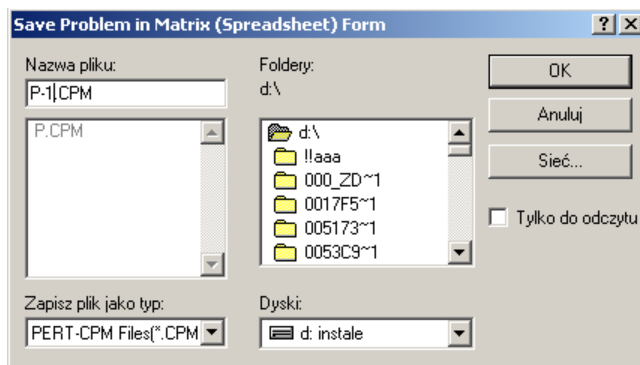 Save Problem in Matrix (Spreadsheet) Form
Nazwa pliku:
P-1.CPM
P.CPM
Foldery:
d:\
d:\
!!aaa
000_ZD~1
0017F5~1
005173~1
0053C9~1
OK
Anuluj
Sieć...
Tylko do odczytu
Zapisz plik jako typ:
PERT-CPM Files(*.CPM
Dyski:
d: instale